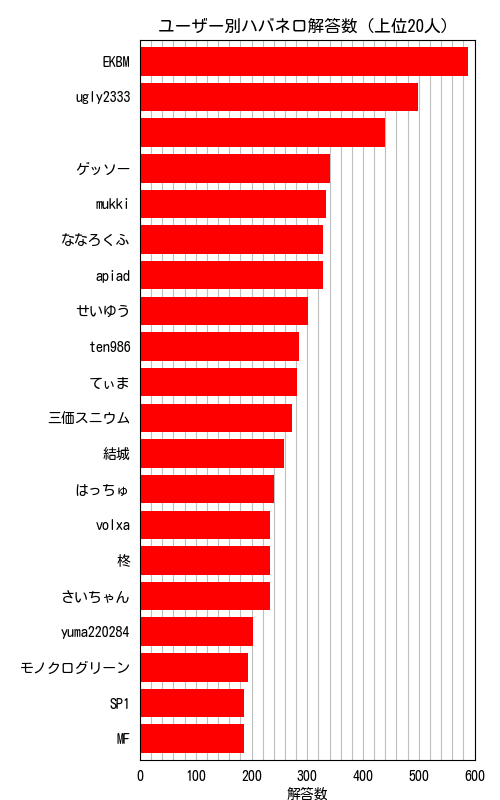 ユーザー別ハバネロ解答数（上位20人）
EKBM
ugly2333
ゲッソー
mukki
ななろくふ
apiad
せいゆう
ten986
てぃま
三価スニウム
結城
はっちゅ
volxa
柊
さいちゃん
yuma220284
モノクログリーン
SP1
MF
0 100 200 300 400 500 600
解答数